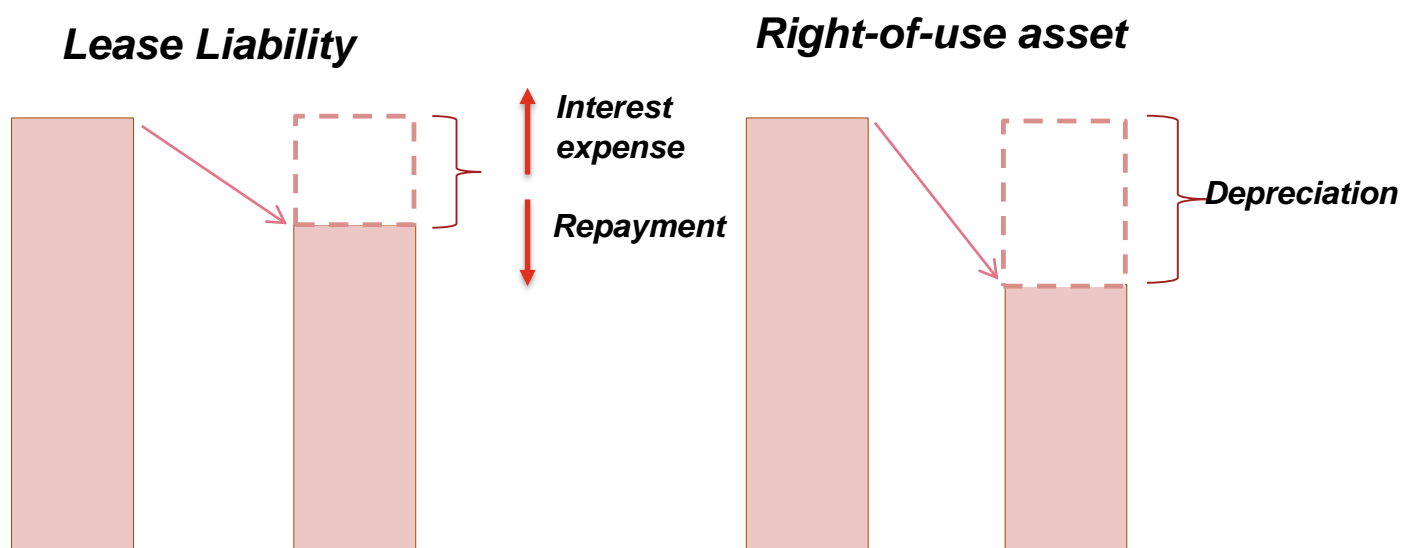 Lease Liability
Right-of-use asset
Interest
expense
Repayment
Depreciation